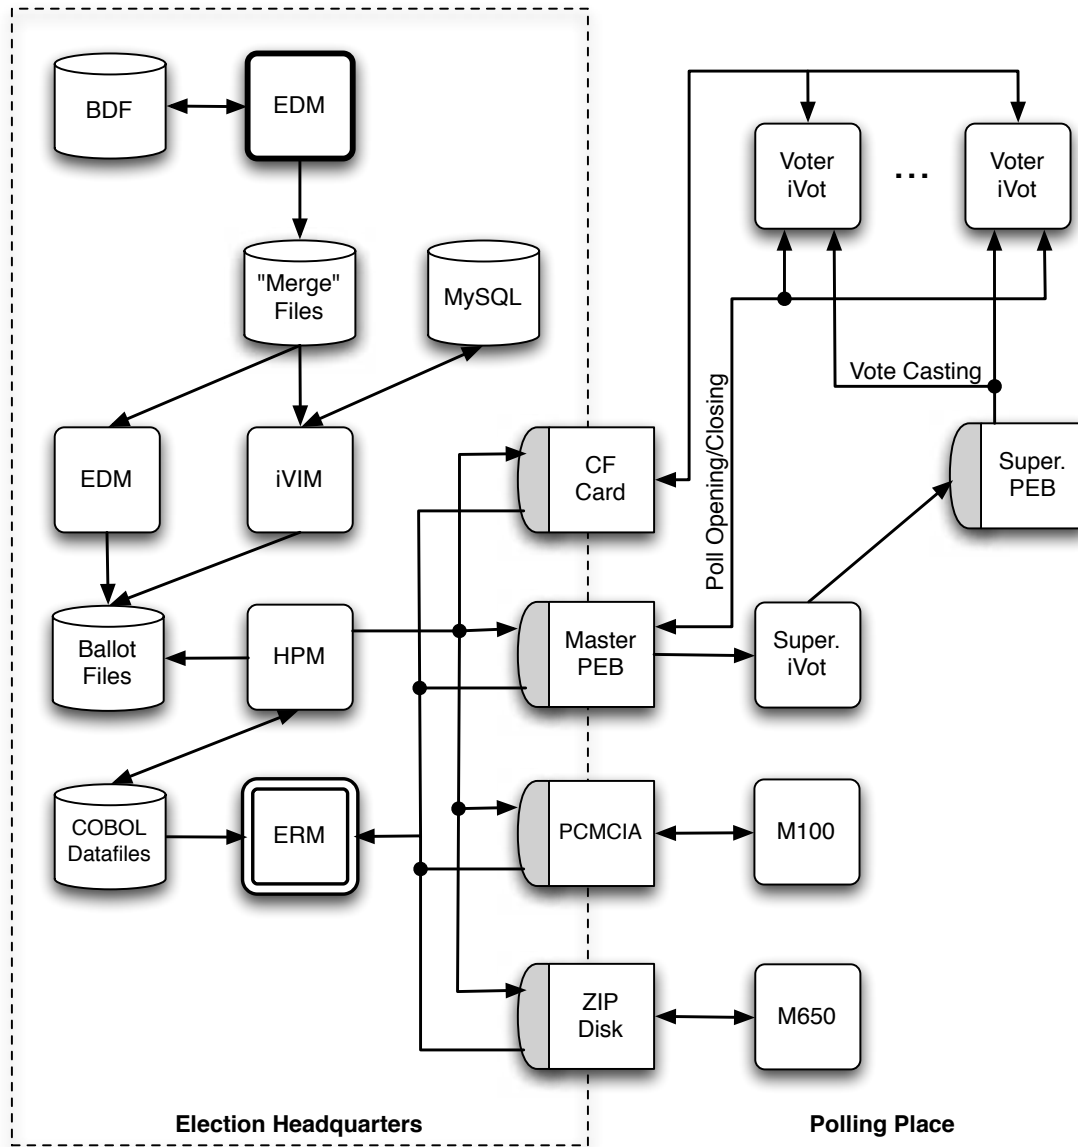 BDF
EDM
Voter
iVot
...
Voter
iVot
"Merge"
Files
MySQL
Vote Casting
Poll Opening/Closing
EDM
iVIM
CF
Card
Super.
PEB
Ballot
Files
HPM
Master
PEB
Super.
iVot
COBOL
Datafiles
ERM
PCMCIA
M100
ZIP
Disk
M650
Election Headquarters
Polling Place